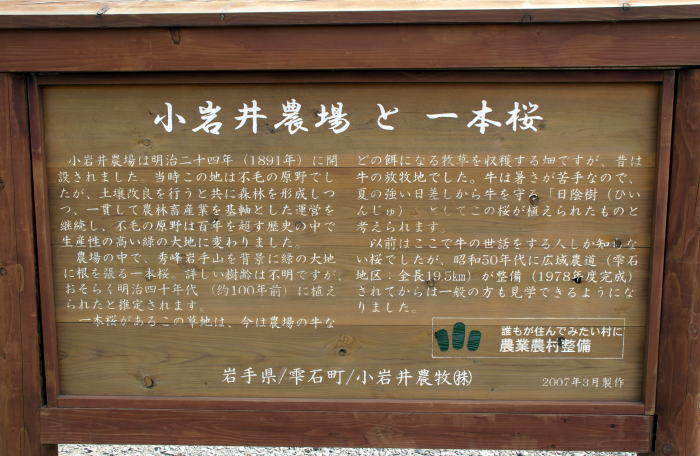 小岩井農場 と 一本桜
小岩井農場は明治二十四年（1891年）に開
設されました。当時この地は不毛の原野でし
たが、土壌改良を行うと共に森林を形成しつ
つ、一貫して農林畜産業を基軸とした運営を
継続し、不毛の原野は百年を超す歴史の中で
生産性の高い緑の大地に変わりました。
農場の中で、秀峰岩手山を背景に緑の大地
に根を張る一本桜。詳しい樹齢は不明ですが、
おそらく明治四十年代（約100年前）に植え
られたと推定されます。
一本桜があるこの草地は、今は農場の牛な
どの餌になる牧草を収穫する畑ですが、昔は
牛の放牧地でした。牛は暑さが苦手なので、
夏の強い日差しから牛を守る「日陰樹（ひい
んじゅ）」としてこの桜が植えられたものと
考えられます。
以前はここで牛の世話をする人しか知らな
い桜でしたが、昭和50年代に広域農道（雫石
地区：全長19.5km）が整備（1978年度完成）
されてからは一般の方も見学できるようにな
りました。
誰もが住んでみたい村に
農業農村整備
岩手県/雫石町/小岩井農牧㈱
2007年3月製作